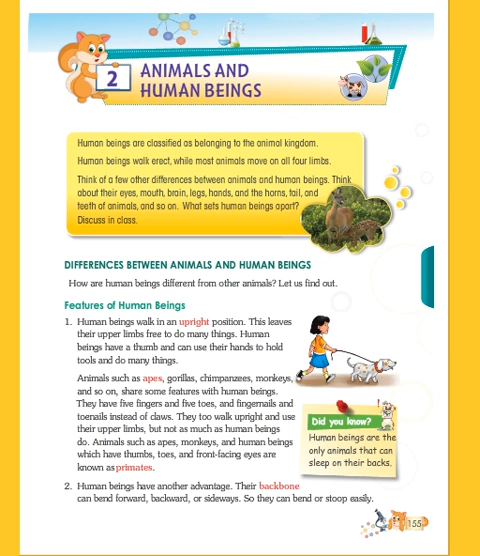 2
ANIMALS AND
HUMAN BEINGS
Human beings are classified as belonging to the animal kingdom.
Human beings walk erect, while most animals move on all four limbs.
Think of a few other differences between animals and human beings. Think
about their eyes, mouth, brain, legs, hands, and the horns, tail, and
teeth of animals, and so on. What sets human beings apart?
Discuss in class.
DIFFERENCES BETWEEN ANIMALS AND HUMAN BEINGS
How are human beings different from other animals? Let us find out.
Features of Human Beings
1. Human beings walk in an upright position. This leaves
their upper limbs free to do many things. Human
beings have a thumb and can use their hands to hold
tools and do many things.
Animals such as apes, gorillas, chimpanzees, monkeys,
and so on, share some features with human beings.
They have five fingers and five toes, and fingernails and
toenails instead of claws. They too walk upright and use
their upper limbs, but not as much as human beings
do. Animals such as apes, monkeys, and human beings
which have thumbs, toes, and front-facing eyes are
known as primates.
Did you know?
Human beings are the
only animals that can
sleep on their backs.
2. Human beings have another advantage. Their backbone
can bend forward, backward, or sideways. So they can bend or stoop easily.
155